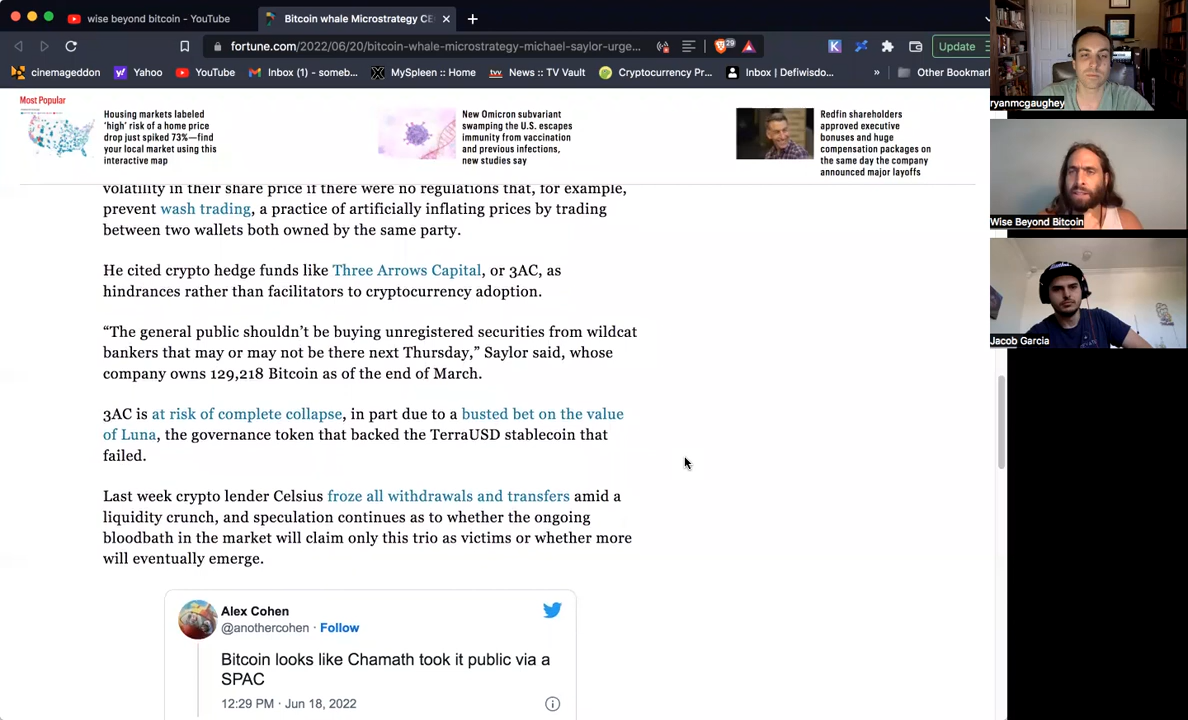 wise beyond bitcoin - YouTube
Bitcoin whale Microstrategy CE
fortune.com/2022/06/20/bitcoin-whale-microstrategy-michael-saylor-urge...
29
K
Update
cinemageddon
Yahoo
YouTube
Inbox (1) - someb...
MySpleen :: Home
News :: TV Vault
Cryptocurrency Pr...
Inbox | Defiwisdo...
»
Other Bookmar
Most Popular
Housing markets labeled
'high' risk of a home price
drop just spiked 73%—find
your local market using this
interactive map
New Omicron subvariant
swamping the U.S. escapes
immunity from vaccination
and previous infections,
new studies say
Redfin shareholders
approved executive
bonuses and huge
compensation packages on
the same day the company
announced major layoffs
volatility in their share price if there were no regulations that, for example,
prevent wash trading, a practice of artificially inflating prices by trading
between two wallets both owned by the same party.
He cited crypto hedge funds like Three Arrows Capital, or 3AC, as
hindrances rather than facilitators to cryptocurrency adoption.
“The general public shouldn’t be buying unregistered securities from wildcat
bankers that may or may not be there next Thursday,” Saylor said, whose
company owns 129,218 Bitcoin as of the end of March.
3AC is at risk of complete collapse, in part due to a busted bet on the value
of Luna, the governance token that backed the TerraUSD stablecoin that
failed.
Last week crypto lender Celsius froze all withdrawals and transfers amid a
liquidity crunch, and speculation continues as to whether the ongoing
bloodbath in the market will claim only this trio as victims or whether more
will eventually emerge.
Alex Cohen
@anothercohen · Follow
Bitcoin looks like Chamath took it public via a
SPAC
12:29 PM · Jun 18, 2022
ryanmcgaughey
Wise Beyond Bitcoin
Jacob Garcia